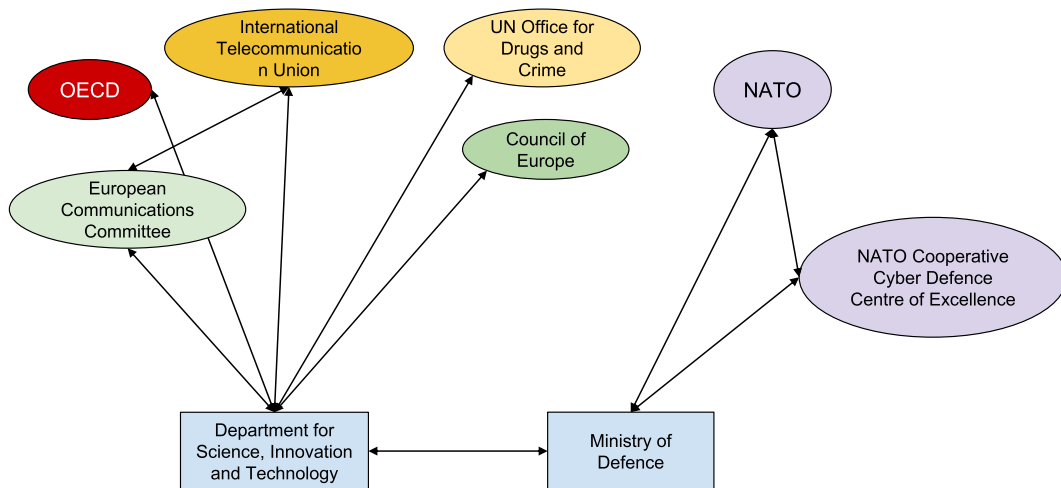 International
Telecommunicatio
n Union
UN Office for
Drugs and
Crime
OECD
NATO
Council of
Europe
European
Communications
Committee
NATO Cooperative
Cyber Defence
Centre of Excellence
Department for
Science, Innovation
and Technology
Ministry of
Defence